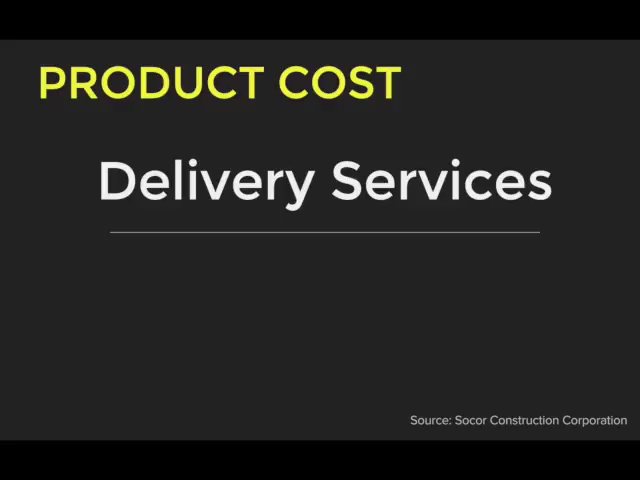 PRODUCT COST
Delivery Services
Source: Socor Construction Corporation